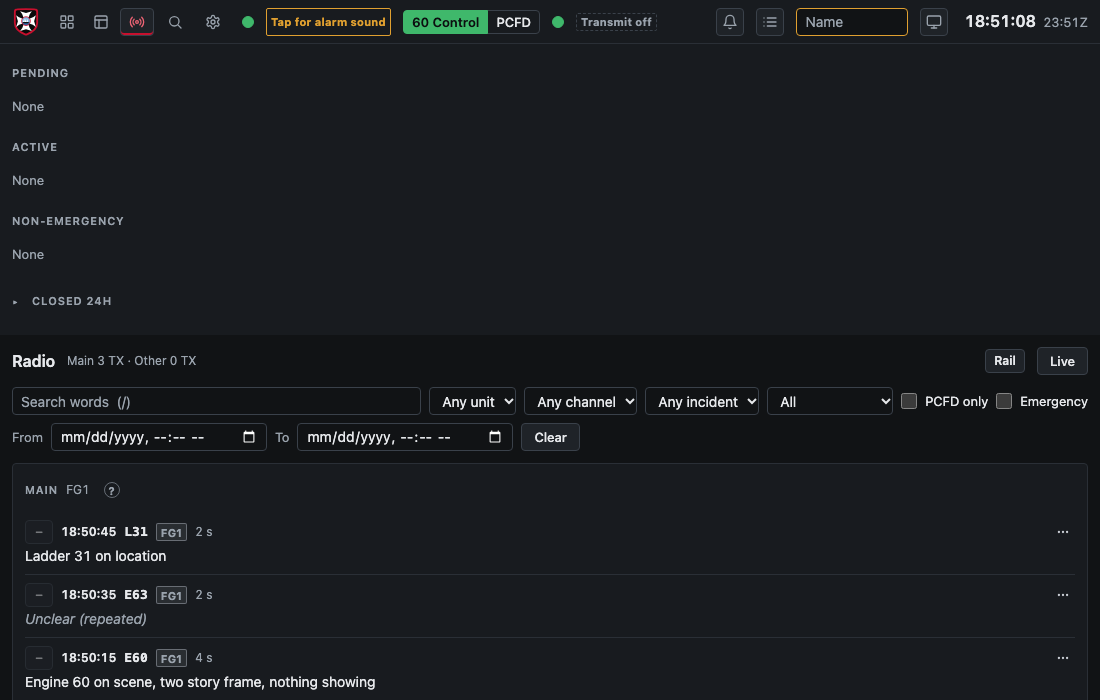 Tap for alarm sound 60 Control PCFD Transmit off Name 18:51:08 23:51Z
PENDING
None
ACTIVE
None
NON-EMERGENCY
None
▸ CLOSED 24H
Radio Main 3 TX · Other 0 TX Rail Live
Search words (/) Any unit Any channel Any incident All PCFD only Emergency
From mm/dd/yyyy, --:-- -- To mm/dd/yyyy, --:-- -- Clear
MAIN FG1 ?
– 18:50:45 L31 FG1 2 s ...
Ladder 31 on location
– 18:50:35 E63 FG1 2 s ...
Unclear (repeated)
– 18:50:15 E60 FG1 4 s ...
Engine 60 on scene, two story frame, nothing showing